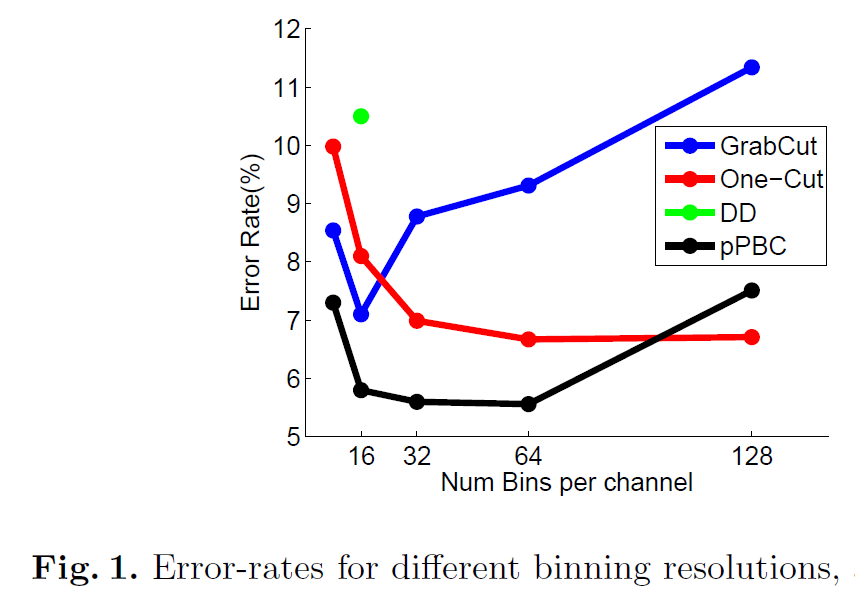 12
11
10
9
8
7
6
5
Error Rate(%)
GrabCut
One-Cut
DD
pPBC
16 32 64 128
Num Bins per channel
Fig. 1. Error-rates for different binning resolutions,